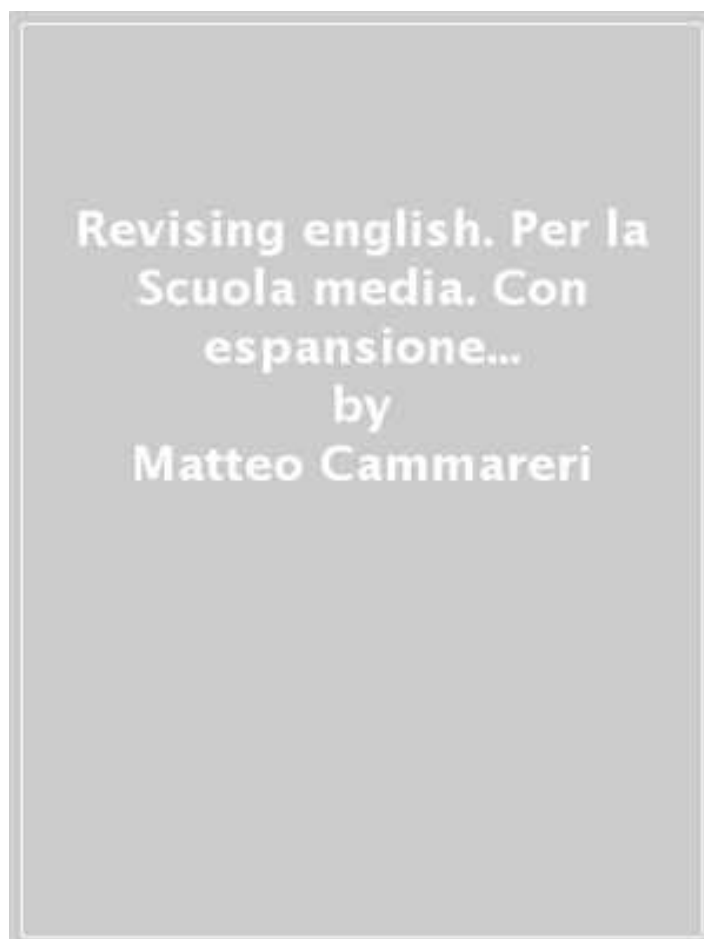 Revising english. Per la
Scuola media. Con
espansione...
by
Matteo Cammareri